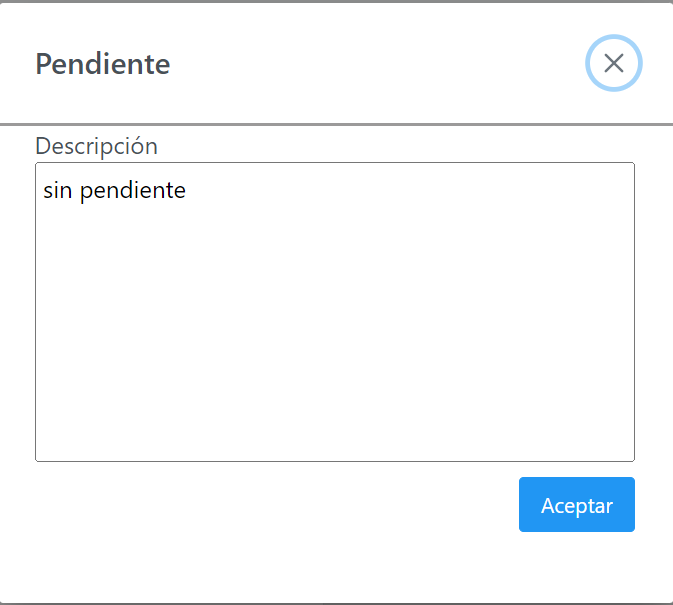 Pendiente
Descripción
sin pendiente
Aceptar